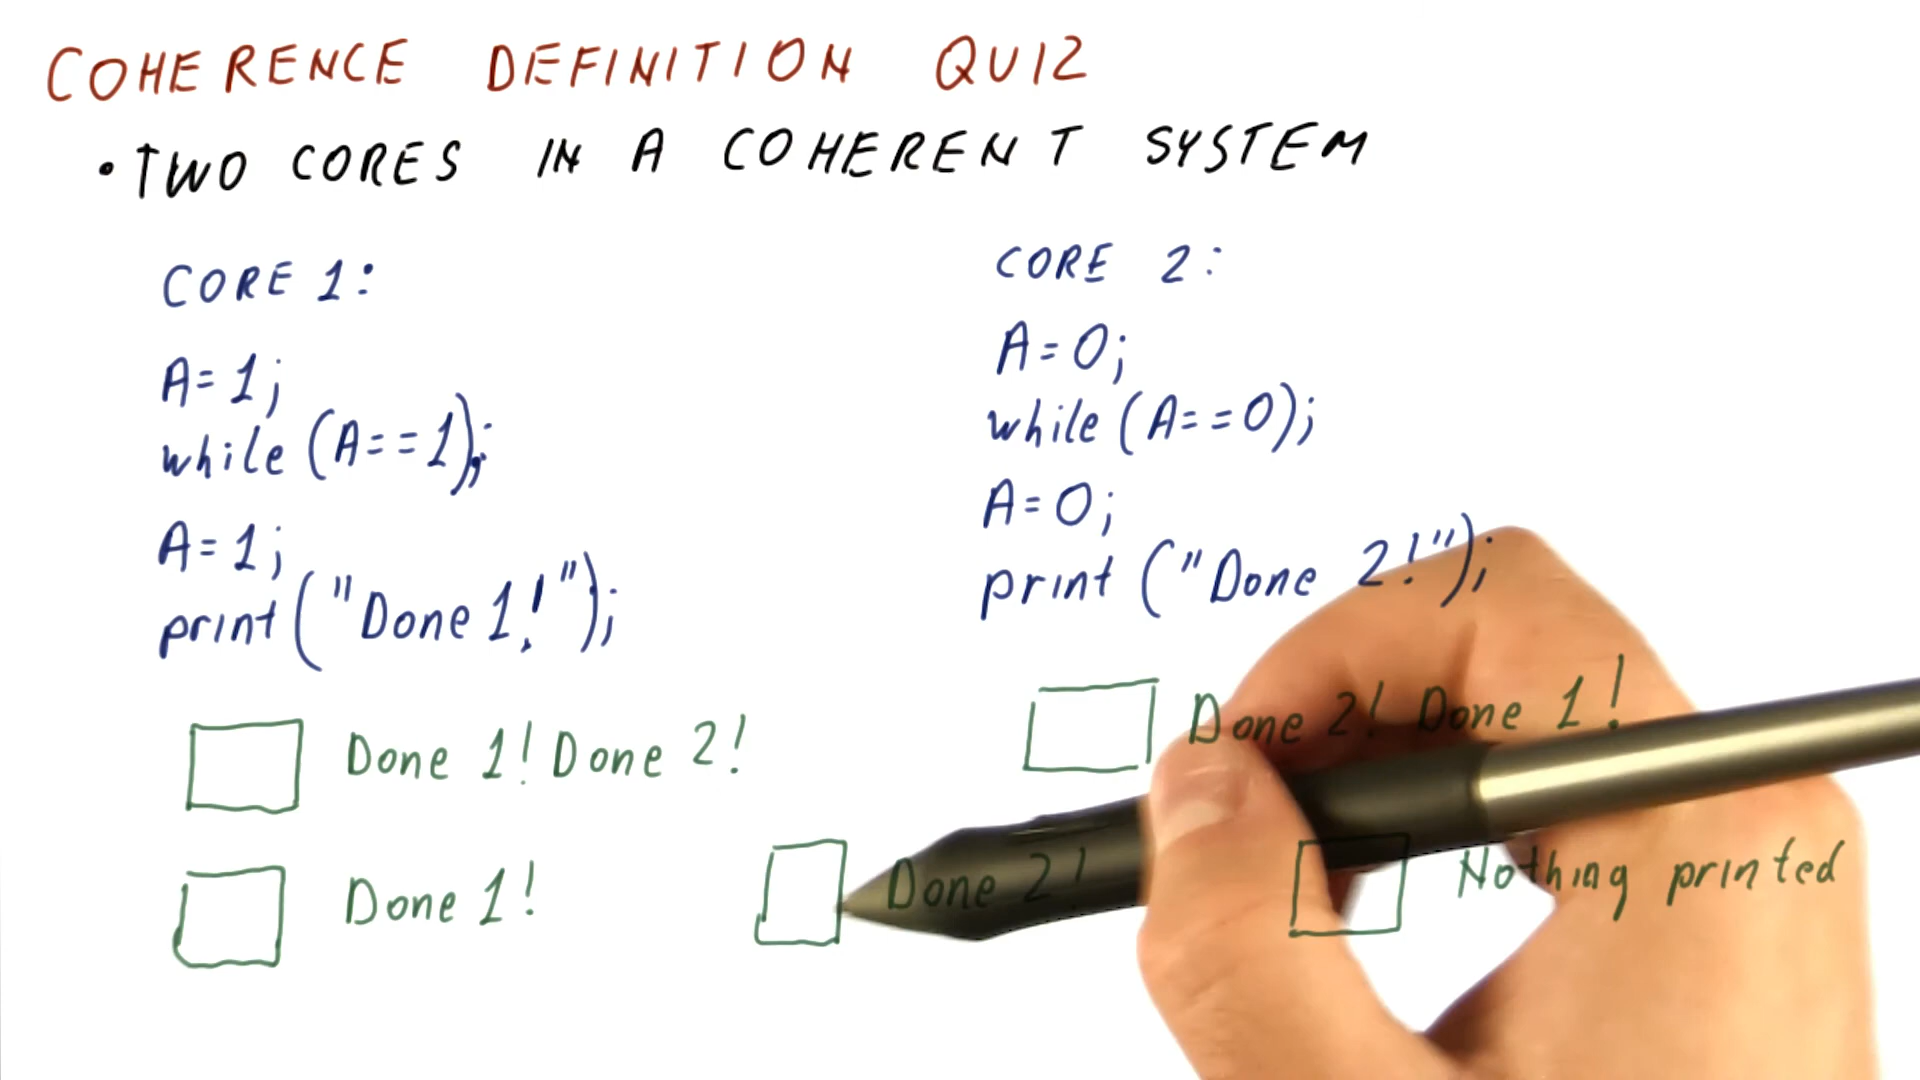 COHERENCE DEFINITION QUIZ
• TWO CORES IN A COHERENT SYSTEM
CORE 1:
A=1;
while (A==1);
A=1;
print ("Done 1!");
CORE 2:
A=0;
while (A==0);
A=0;
print ("Done 2!");
Done 1! Done 2!
Done 2! Done 1!
Done 1!
Done 2!
Nothing printed